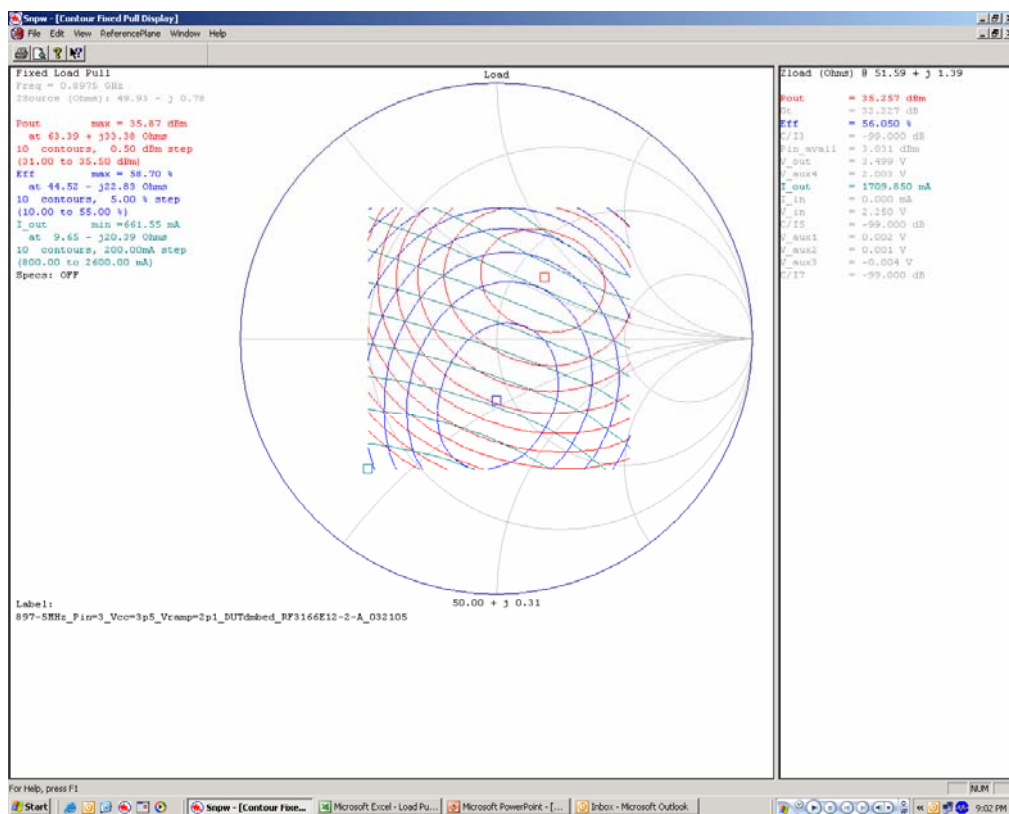 Snpw - [Contour Fixed Pull Display]
File Edit View ReferencePlane Window Help
Fixed Load Pull
Freq = 0.8975 GHz
ZSource (Ohms): 49.93 - j 0.78
Pout max = 35.87 dBm
at 63.39 + j33.38 Ohms
10 contours, 0.50 dBm step
(31.00 to 35.50 dBm)
Eff max = 58.70 %
at 44.52 - j22.83 Ohms
10 contours, 5.00 % step
(10.00 to 55.00 %)
I_out min =661.55 mA
at 9.65 - j20.39 Ohms
10 contours, 200.00mA step
(800.00 to 2600.00 mA)
Specs: OFF
Load
50.00 + j 0.31
Label:
897-5MHz_Pin=3_Vcc=3p5_Vramp=2p1_DUTdmbed_RF3166E12-2-A_032105
Zload (Ohms) @ 51.59 + j 1.39
Pout = 35.257 dBm
Gt = 32.227 dB
Eff = 56.050 %
C/I3 = -99.000 dB
Pin_avail = 3.031 dBm
V_out = 3.499 V
V_aux4 = 2.003 V
I_out = 1709.850 mA
I_in = 0.000 mA
V_in = 2.250 V
C/I5 = -99.000 dB
V_aux1 = 0.002 V
V_aux2 = 0.001 V
V_aux3 = -0.004 V
C/I7 = -99.000 dB
For Help, press F1
NUM
Start
Snpw - [Contour Fixe...
Microsoft Excel - Load Pu...
Microsoft PowerPoint - [...
Inbox - Microsoft Outlook
9:02 PM